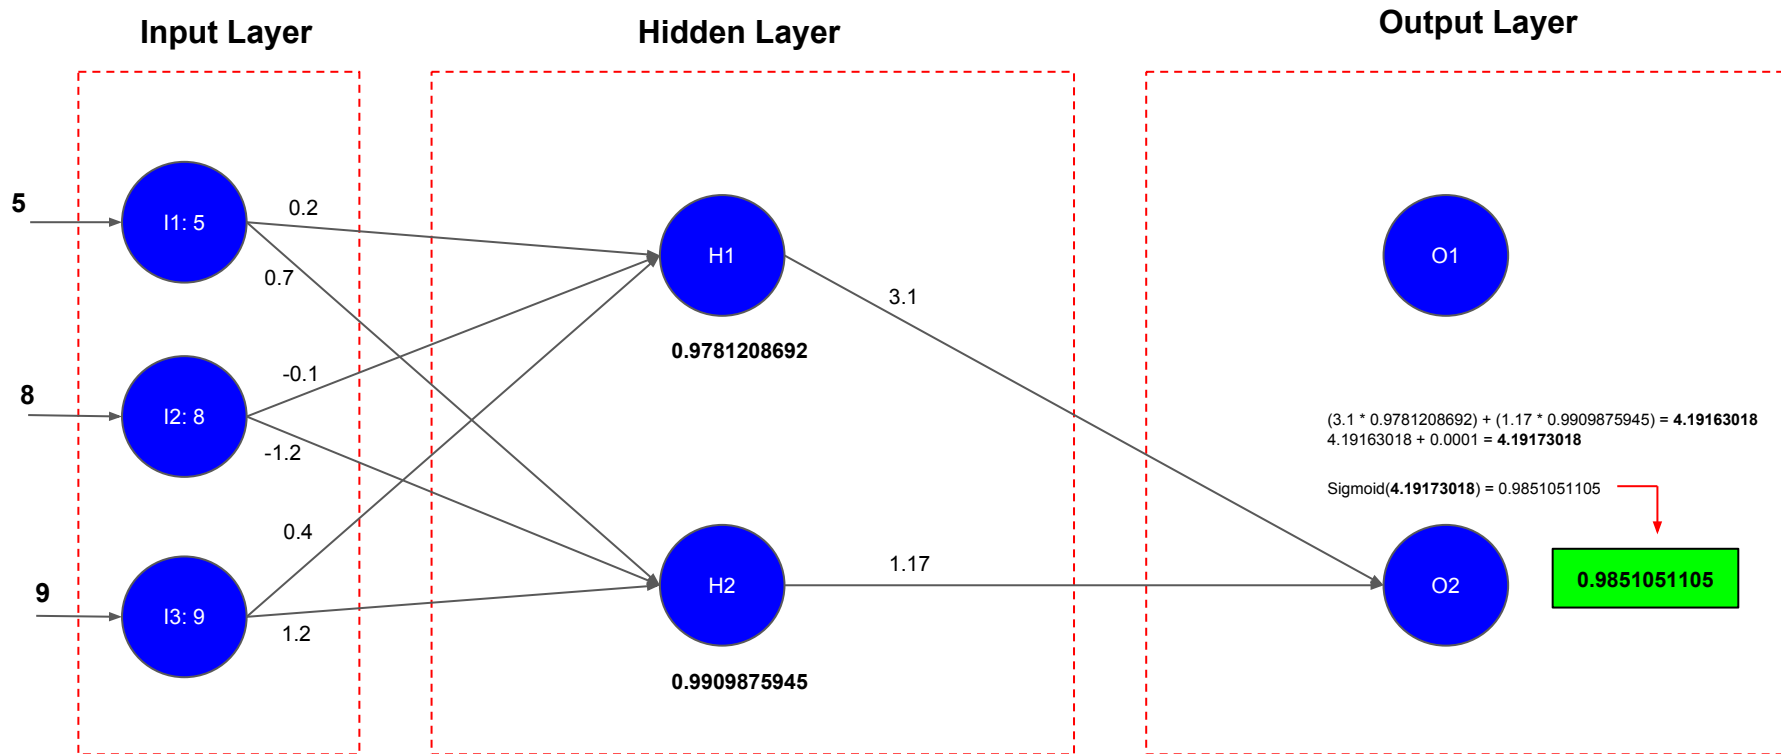 Input Layer
Hidden Layer
Output Layer
5
I1: 5
0.2
0.7
H1
0.9781208692
3.1
O1
8
I2: 8
-0.1
-1.2
(3.1 * 0.9781208692) + (1.17 * 0.9909875945) = 4.19163018
4.19163018 + 0.0001 = 4.19173018
Sigmoid(4.19173018) = 0.9851051105
9
I3: 9
0.4
1.2
H2
0.9909875945
1.17
O2
0.9851051105